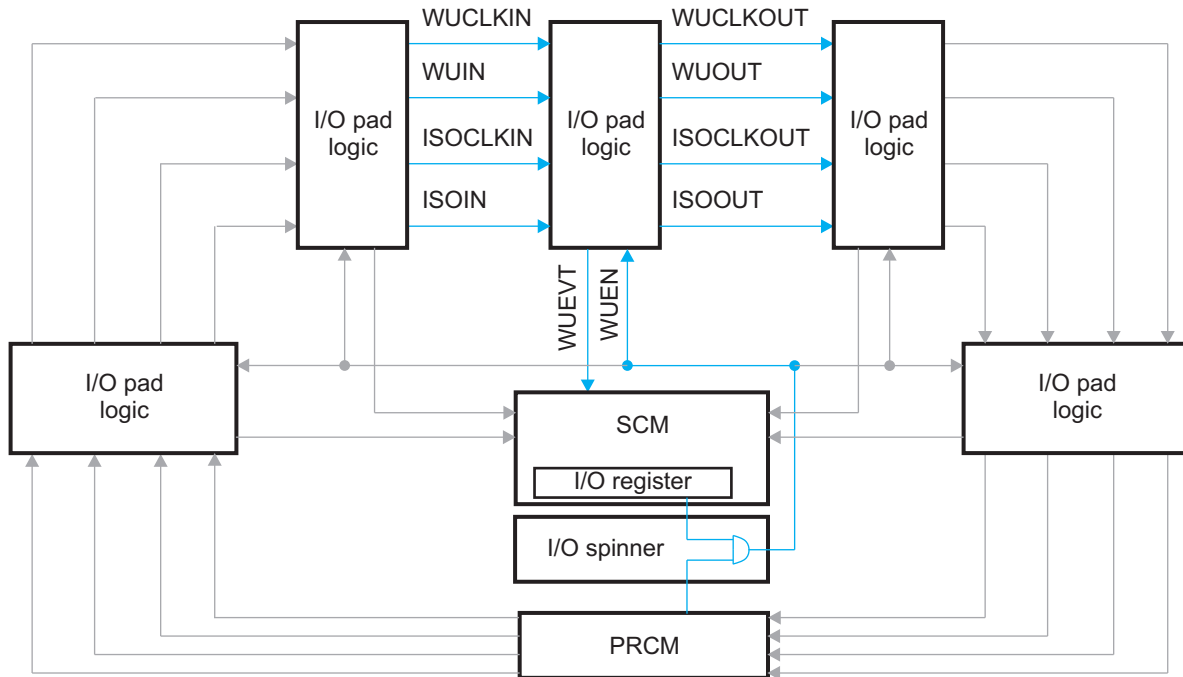 WUCLKIN
WUCLKOUT
WUIN
WUOUT
I/O pad
logic
I/O pad
logic
I/O pad
logic
ISOCLKIN
ISOCLKOUT
ISOIN
ISOOUT
WUEVT
WUEN
I/O pad
logic
I/O pad
logic
SCM
I/O register
I/O spinner
PRCM